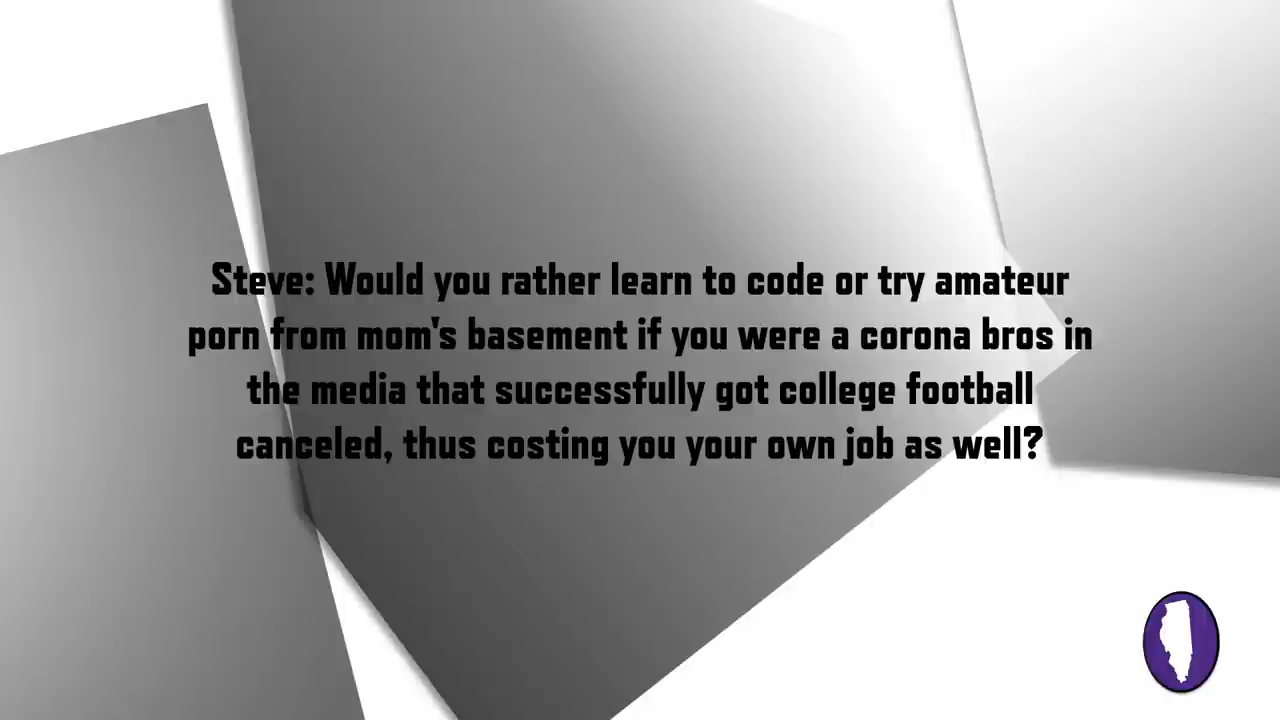 Steve: Would you rather learn to code or try amateur
porn from mom's basement if you were a corona bros in
the media that successfully got college football
canceled, thus costing you your own job as well?